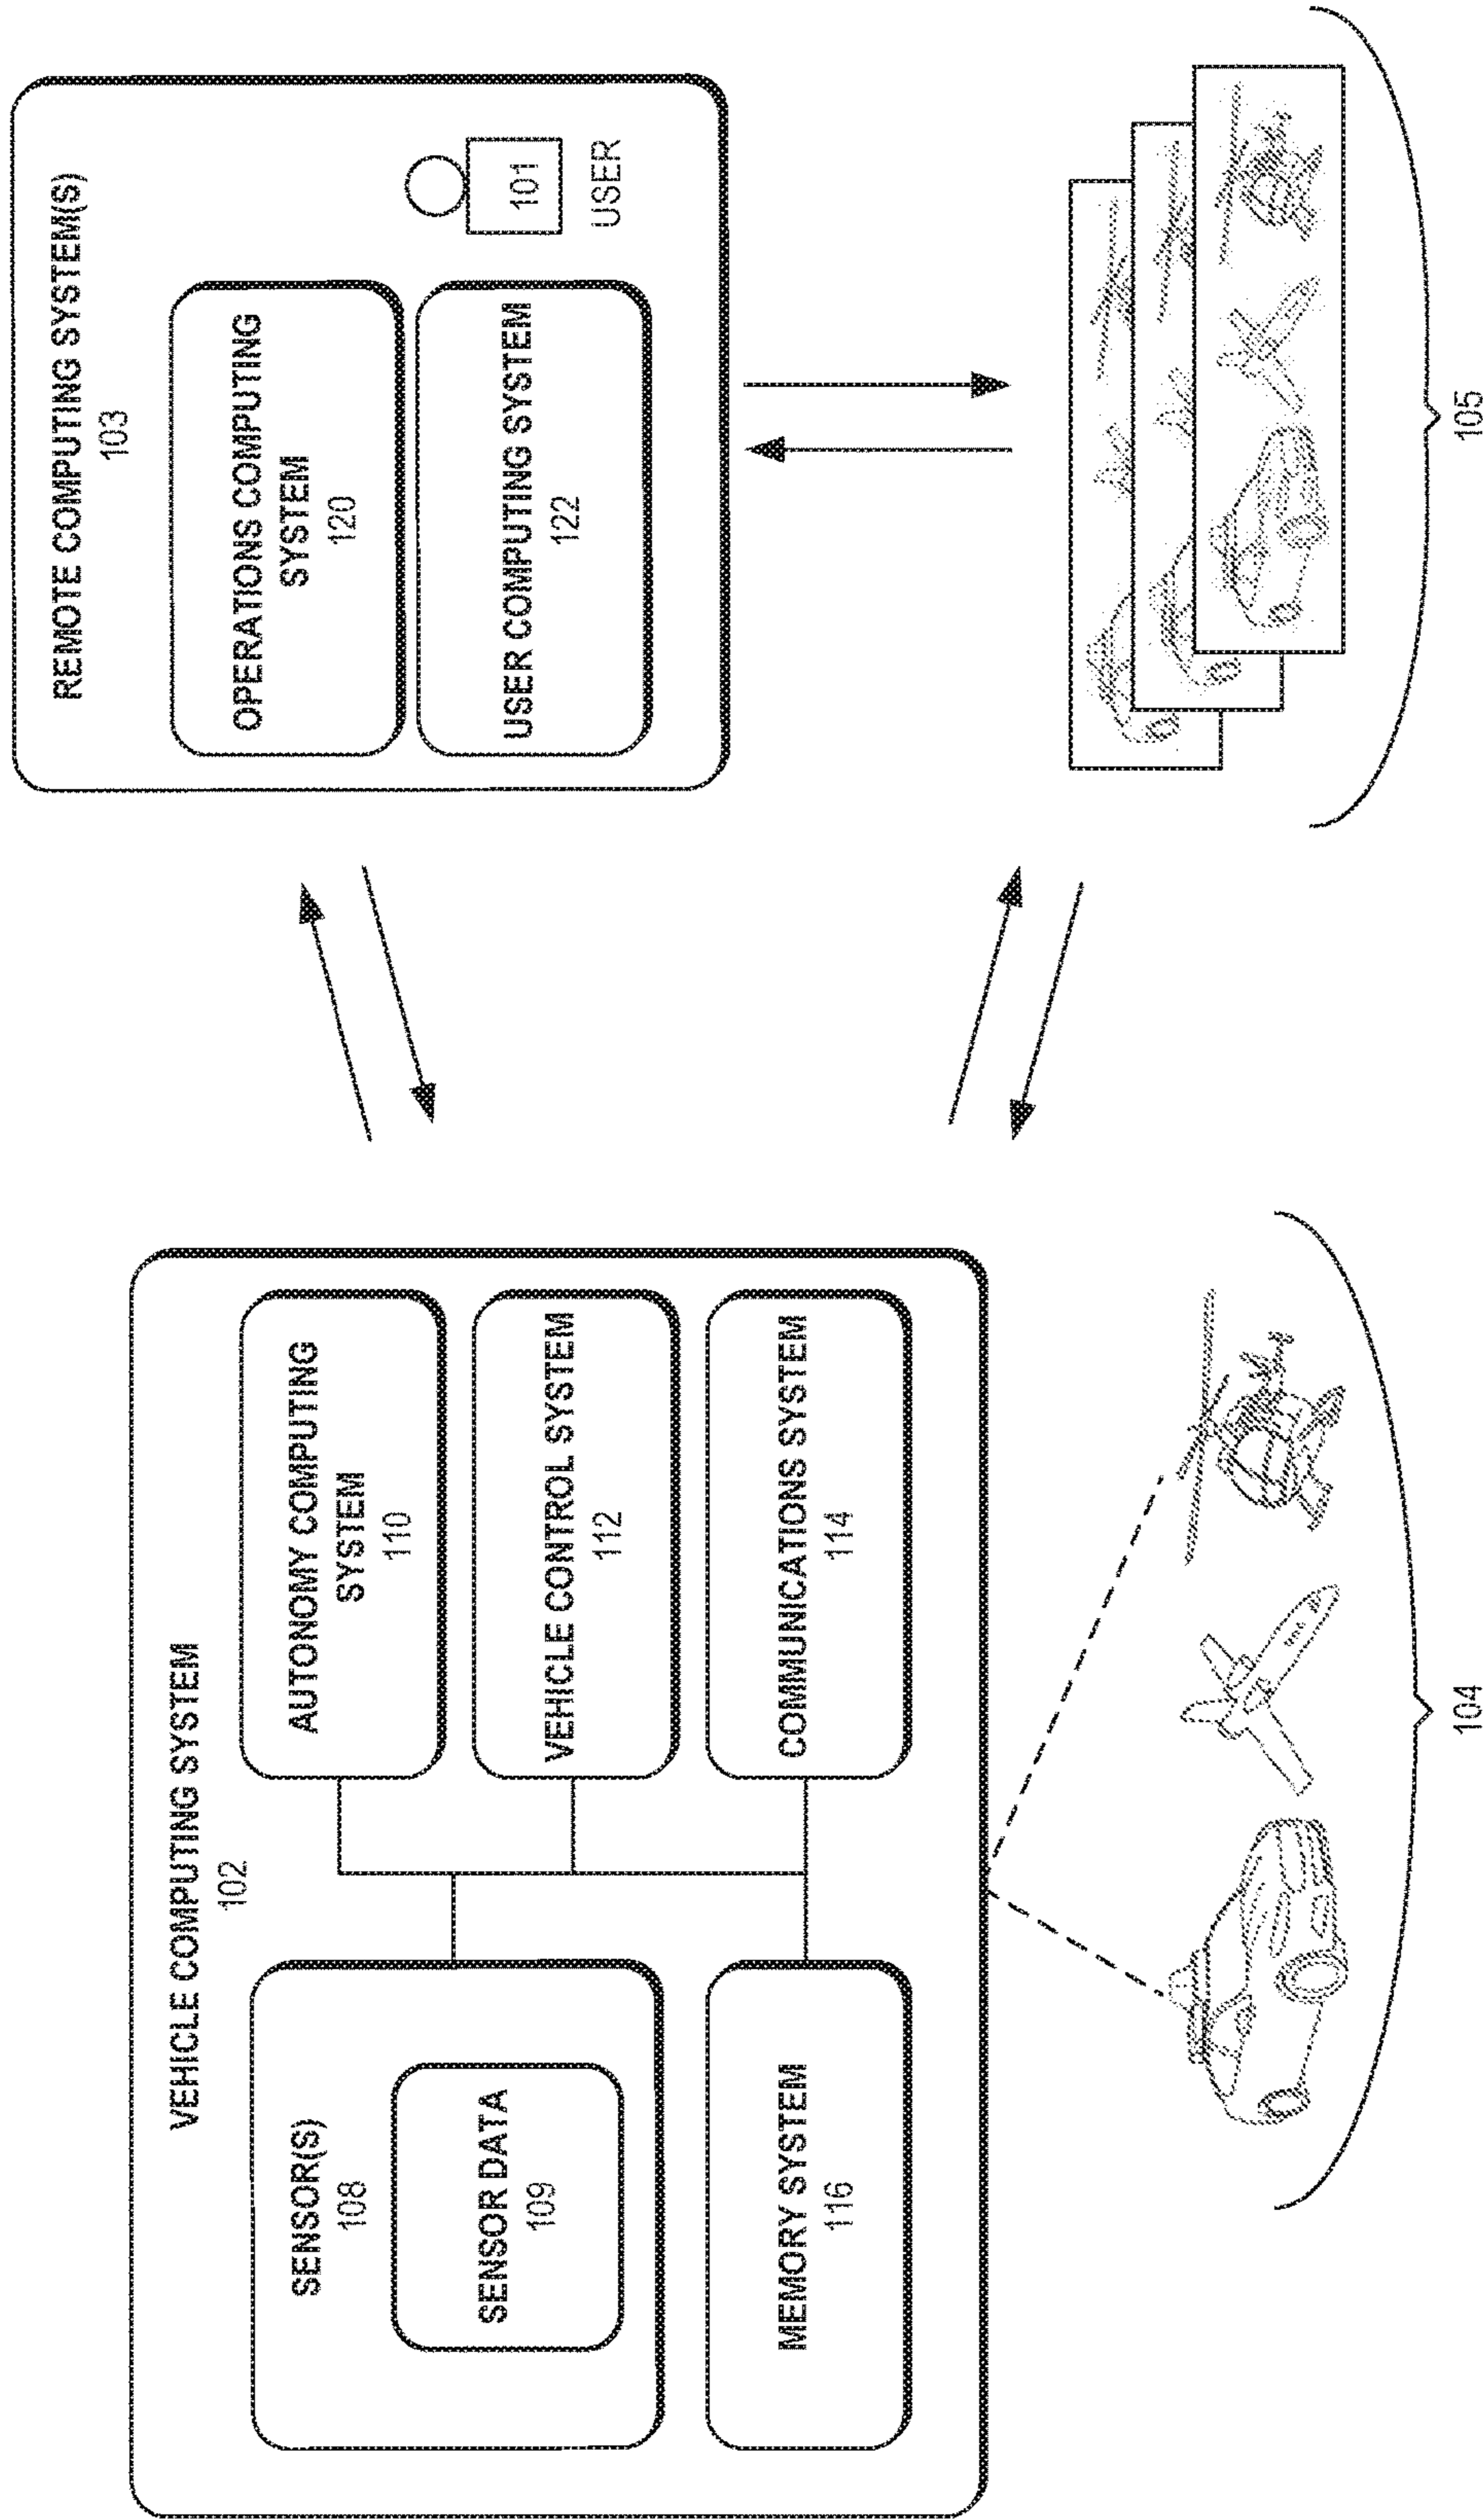 VEHICLE COMPUTING SYSTEM
102
SENSOR(S)
108
SENSOR DATA
109
MEMORY SYSTEM
116
AUTONOMY COMPUTING
SYSTEM
110
VEHICLE CONTROL SYSTEM
112
COMMUNICATIONS SYSTEM
114
104
REMOTE COMPUTING SYSTEM(S)
103
OPERATIONS COMPUTING
SYSTEM
120
USER COMPUTING SYSTEM
122
101
USER
105